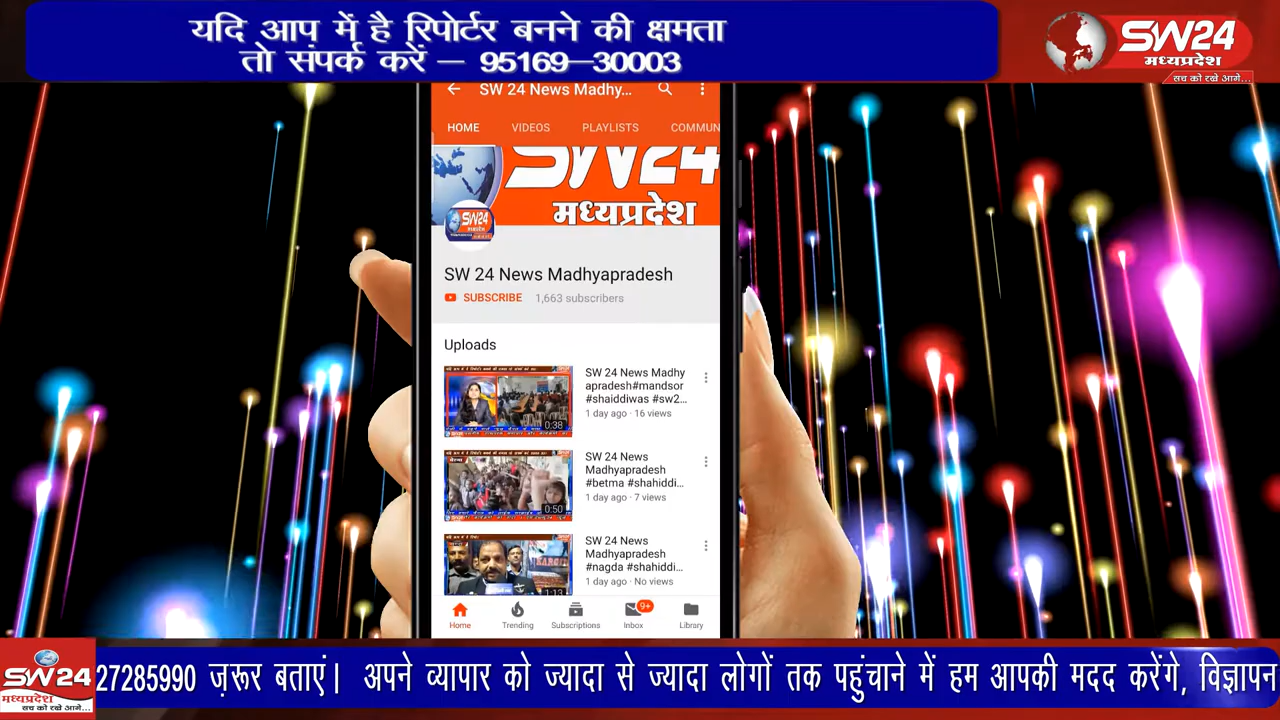 यदि आप में है रिपोर्टर बनने की क्षमता
तो संपर्क करें – 95169–30003
SW24
मध्यप्रदेश
सच को रखे आगे...
SW 24 News Madhy...
HOME VIDEOS PLAYLISTS COMMUN
SW24
मध्यप्रदेश
SW24
SW 24 News Madhyapradesh
SUBSCRIBE 1,663 subscribers
Uploads
SW 24 News Madhy
apradesh#mandsor
#shaiddiwas #sw2...
1 day ago · 16 views
0:38
SW 24 News
Madhyapradesh
#betma #shahiddi...
1 day ago · 7 views
0:50
SW 24 News
Madhyapradesh
#nagda #shahiddi...
1 day ago · No views
1:13
9+
Home Trending Subscriptions Inbox Library
SW24
मध्यप्रदेश
सच को रखे आगे...
27285990 ज़रूर बताएं। अपने व्यापार को ज्यादा से ज्यादा लोगों तक पहुंचाने में हम आपकी मदद करेंगे, विज्ञापन